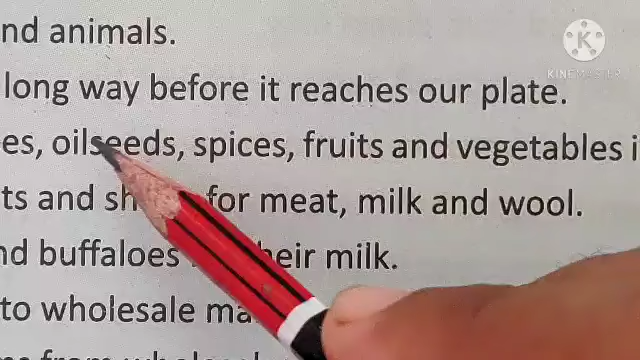 nd animals.
long way before it reaches our plate.
es, oilseeds, spices, fruits and vegetables i
ts and for meat, milk and wool.
nd buffaloes heir milk.
to wholesale ma
KINEMASTER